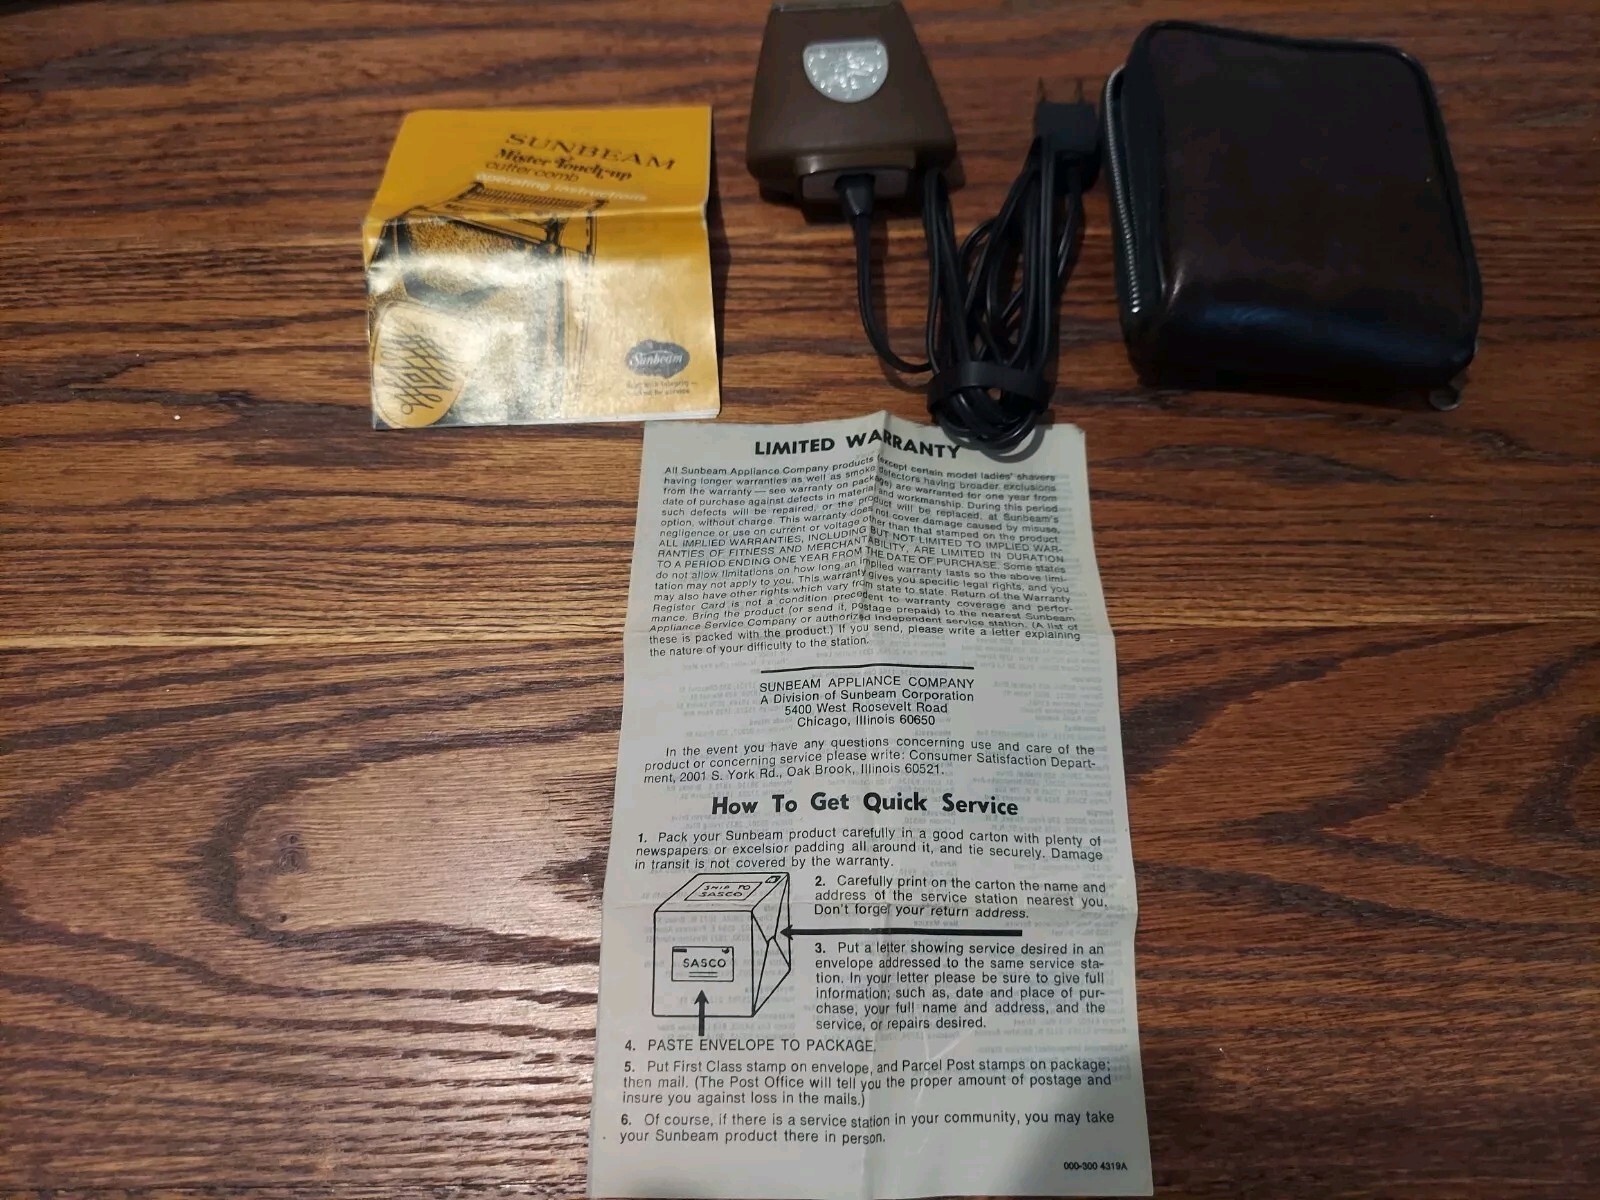 SUNBEAM
Mister Touch-up
cuttercomb
operating instructions
Sunbeam
LIMITED WARRANTY
All Sunbeam Appliance Company products (except certain model ladies' shavers
having longer warranties as well as smoke detectors having broader exclusions
from the warranty — see warranty on package) are warranted for one year from
date of purchase against defects in material and workmanship. During this period
such defects will be repaired, or the product will be replaced, at Sunbeam's
option, without charge. This warranty does not cover damage caused by misuse,
negligence or use on current or voltage other than that stamped on the product.
ALL IMPLIED WARRANTIES, INCLUDING BUT NOT LIMITED TO IMPLIED WAR-
RANTIES OF FITNESS AND MERCHANTABILITY, ARE LIMITED IN DURATION
TO A PERIOD ENDING ONE YEAR FROM THE DATE OF PURCHASE. Some states
do not allow limitations on how long an implied warranty lasts so the above limi-
tation may not apply to you. This warranty gives you specific legal rights, and you
may also have other rights which vary from state to state. Return of the Warranty
Register Card is not a condition precedent to warranty coverage and perfor-
mance. Bring the product (or send it, postage prepaid) to the nearest Sunbeam
Appliance Service Company or authorized independent service station. (A list of
these is packed with the product.) If you send, please write a letter explaining
the nature of your difficulty to the station.
SUNBEAM APPLIANCE COMPANY
A Division of Sunbeam Corporation
5400 West Roosevelt Road
Chicago, Illinois 60650
In the event you have any questions concerning use and care of the
product or concerning service please write: Consumer Satisfaction Depart-
ment, 2001 S. York Rd., Oak Brook, Illinois 60521.
How To Get Quick Service
1. Pack your Sunbeam product carefully in a good carton with plenty of
newspapers or excelsior padding all around it, and tie securely. Damage
in transit is not covered by the warranty.
SHIP TO
SASCO
2. Carefully print on the carton the name and
address of the service station nearest you.
Don't forget your return address.
SASCO
3. Put a letter showing service desired in an
envelope addressed to the same service sta-
tion. In your letter please be sure to give full
information; such as, date and place of pur-
chase, your full name and address, and the
service, or repairs desired.
4. PASTE ENVELOPE TO PACKAGE.
5. Put First Class stamp on envelope, and Parcel Post stamps on package;
then mail. (The Post Office will tell you the proper amount of postage and
insure you against loss in the mails.)
6. Of course, if there is a service station in your community, you may take
your Sunbeam product there in person.
000-300 4319A